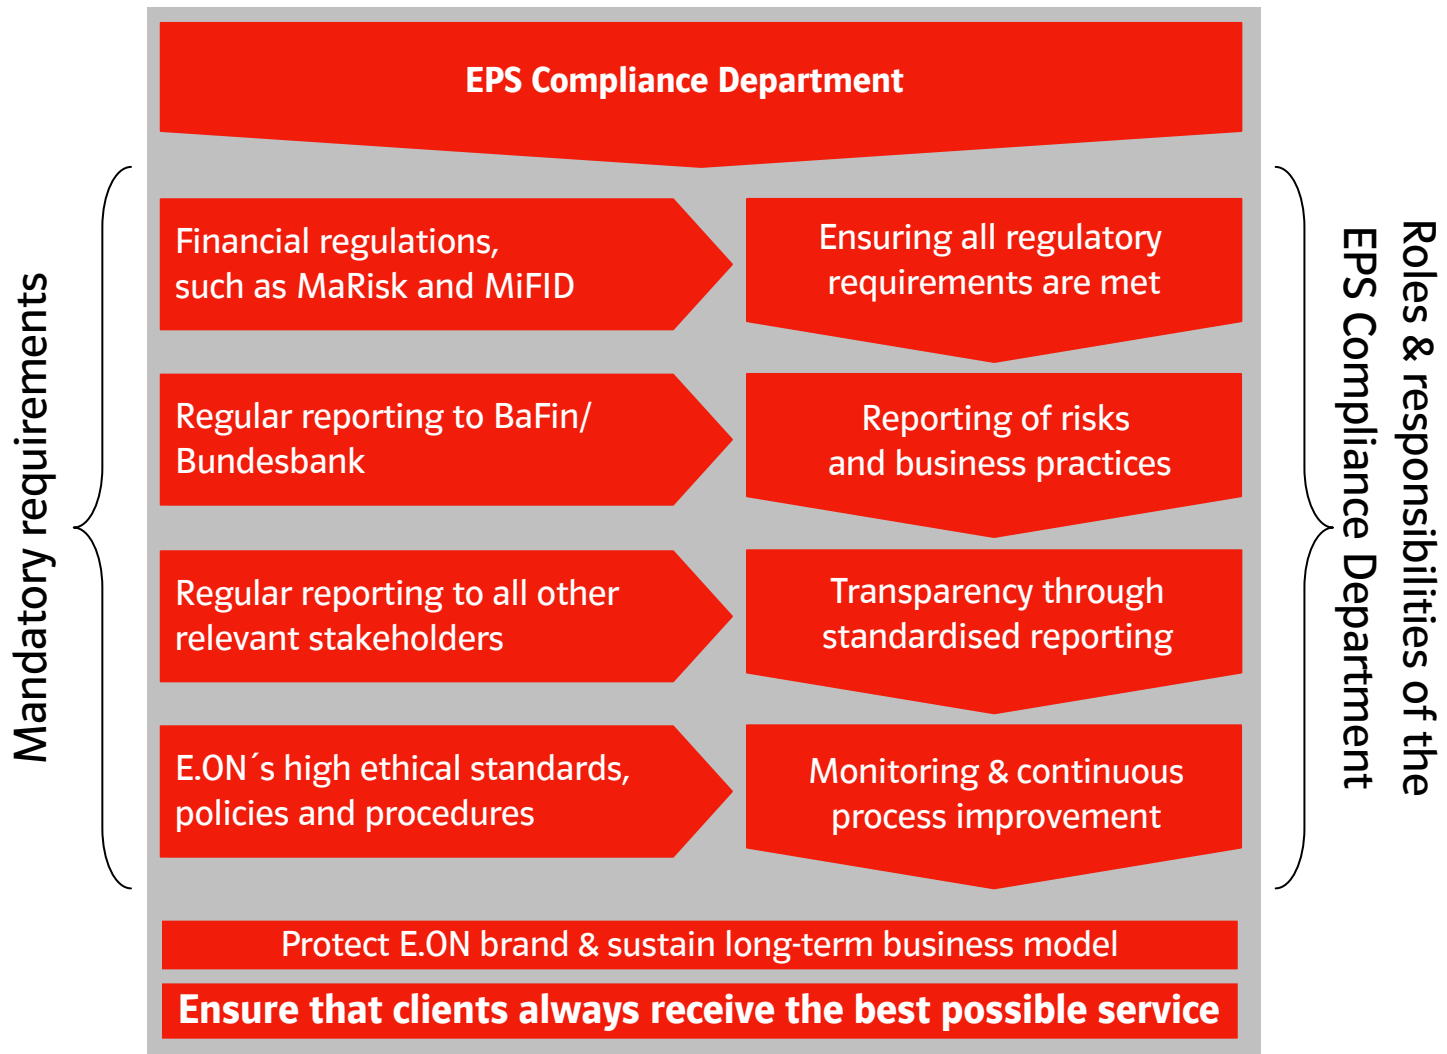 EPS Compliance Department
Mandatory requirements
Financial regulations,
such as MaRisk and MiFID
Ensuring all regulatory
requirements are met
Regular reporting to BaFin/
Bundesbank
Reporting of risks
and business practices
Regular reporting to all other
relevant stakeholders
Transparency through
standardised reporting
E.ON´s high ethical standards,
policies and procedures
Monitoring & continuous
process improvement
Roles & responsibilities of the
EPS Compliance Department
Protect E.ON brand & sustain long-term business model
Ensure that clients always receive the best possible service